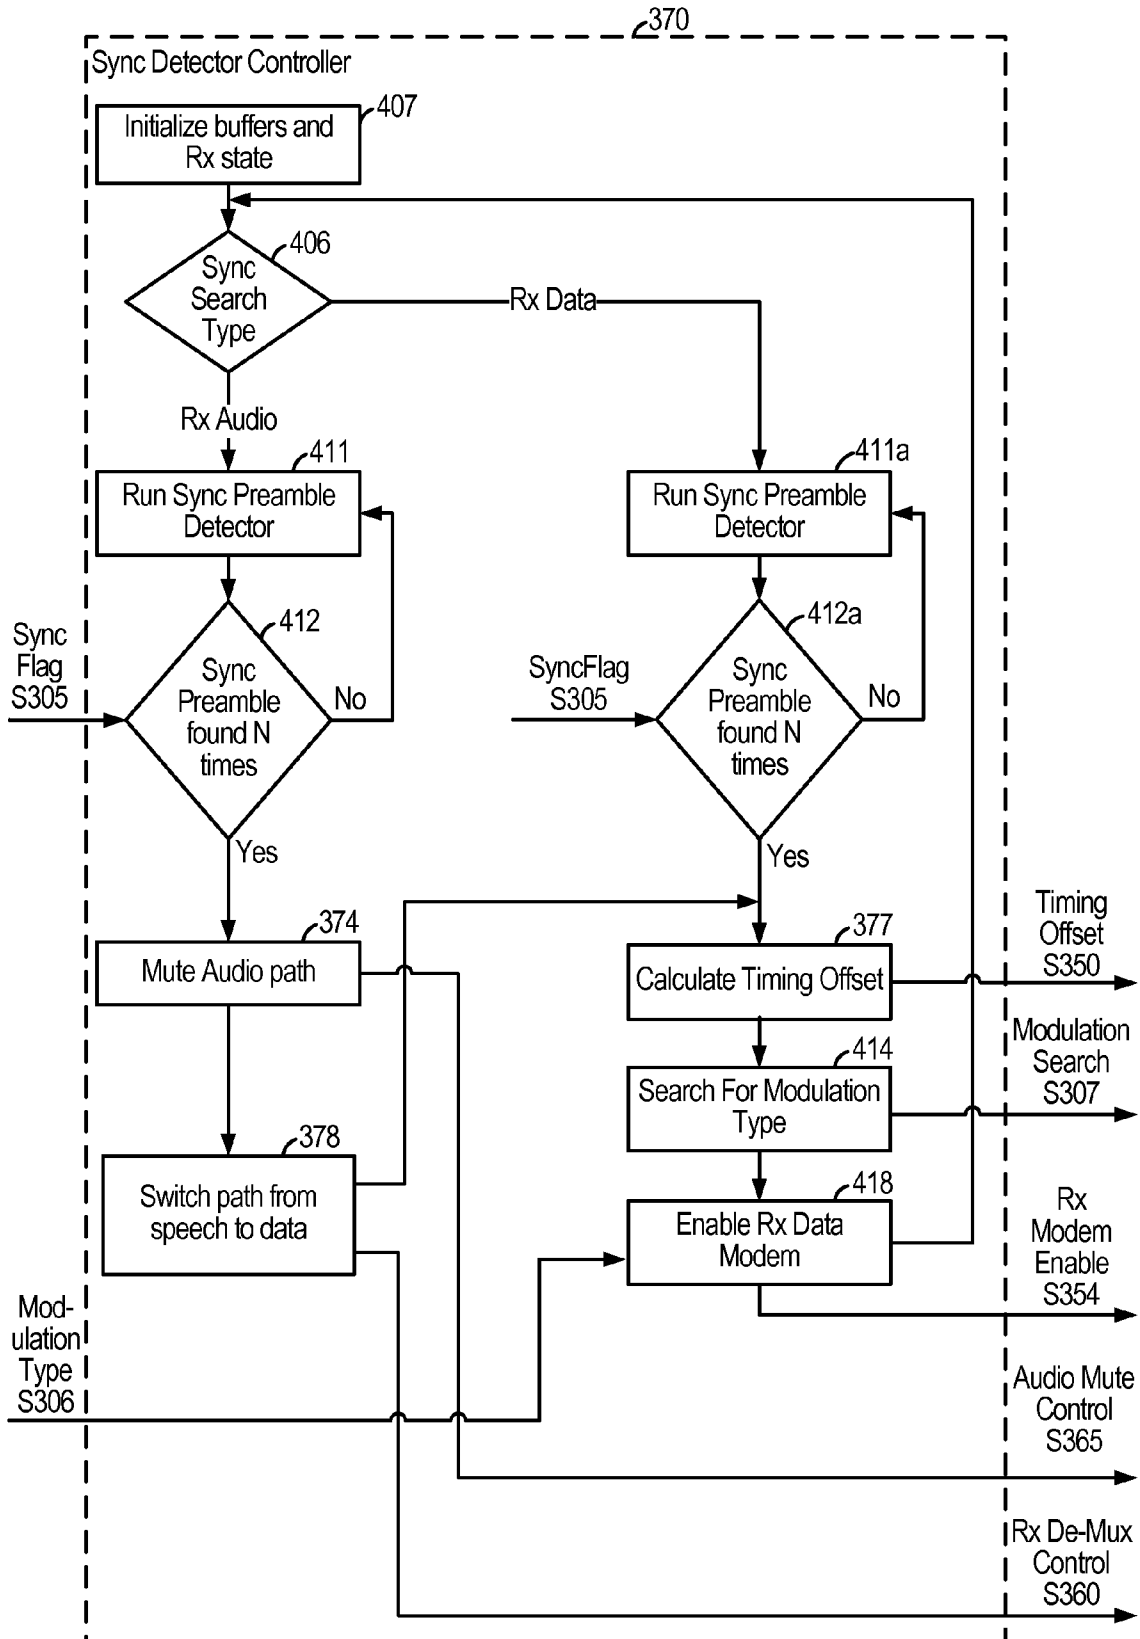 370
Sync Detector Controller
407
Initialize buffers and
Rx state
406
Sync
Search
Type
Rx Data
Rx Audio
411
Run Sync Preamble
Detector
411a
Run Sync Preamble
Detector
412
Sync
Preamble
found N
times
No
Sync
Flag
S305
412a
Sync
Preamble
found N
times
No
SyncFlag
S305
Yes
Yes
374
Mute Audio path
377
Calculate Timing Offset
Timing
Offset
S350
414
Search For Modulation
Type
Modulation
Search
S307
378
Switch path from
speech to data
418
Enable Rx Data
Modem
Rx
Modem
Enable
S354
Mod-
ulation
Type
S306
Audio Mute
Control
S365
Rx De-Mux
Control
S360